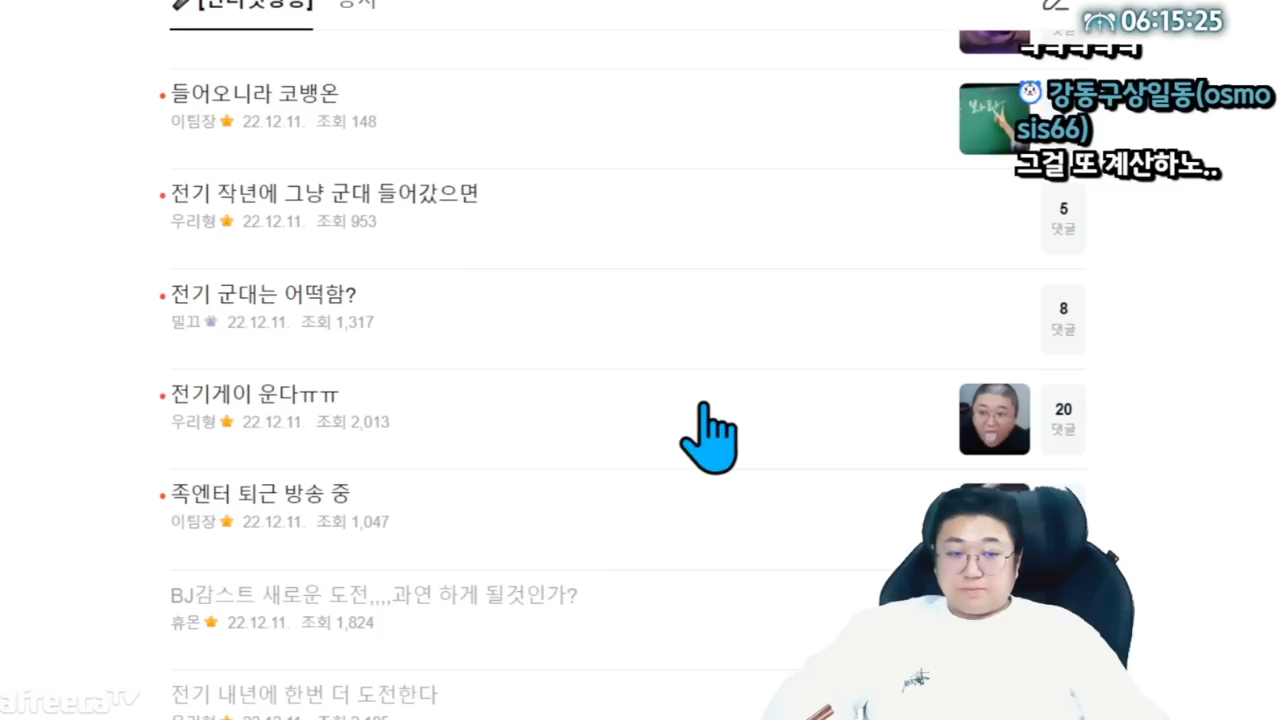 06:15:25
들어오니라 코뱅온
이팀장 22.12.11. 조회 148
강동구상일동(osmo
sis66)
그걸 또 계산하노..
전기 작년에 그냥 군대 들어갔으면
우리형 22.12.11. 조회 953
5
댓글
전기 군대는 어떡함?
밀끄 22.12.11. 조회 1,317
8
댓글
전기게이 운다ㅠㅠ
우리형 22.12.11. 조회 2,013
20
댓글
족엔터 퇴근 방송 중
이팀장 22.12.11. 조회 1,047
BJ감스트 새로운 도전,,,,과연 하게 될것인가?
휴몬 22.12.11. 조회 1,824
전기 내년에 한번 더 도전한다
afreecaTV